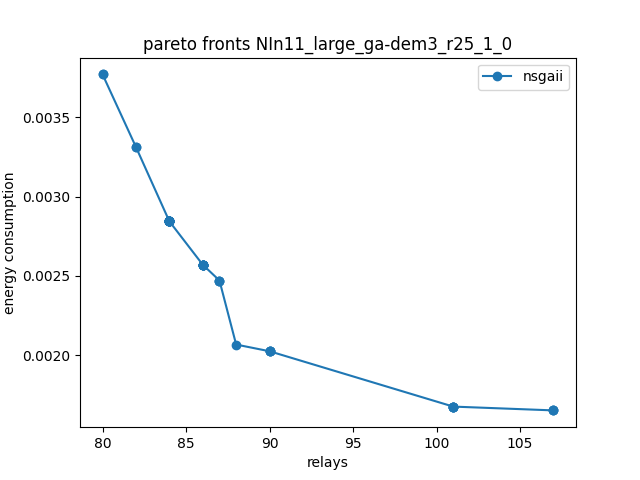 pareto fronts NIn11_large_ga-dem3_r25_1_0
nsgaii
energy consumption
0.0035
0.0030
0.0025
0.0020
80 85 90 95 100 105
relays